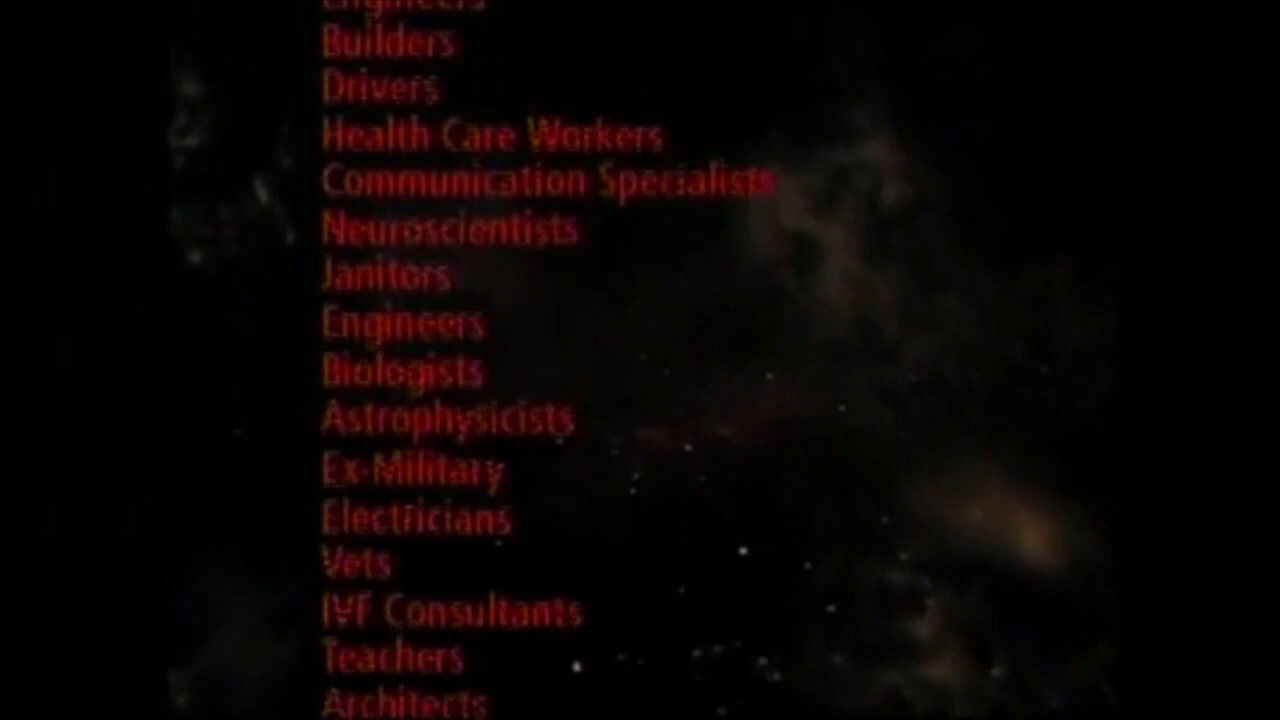 Engineers
Builders
Drivers
Health Care Workers
Communication Specialists
Neuroscientists
Janitors
Engineers
Biologists
Astrophysicists
Ex-Military
Electricians
Vets
IVF Consultants
Teachers
Architects